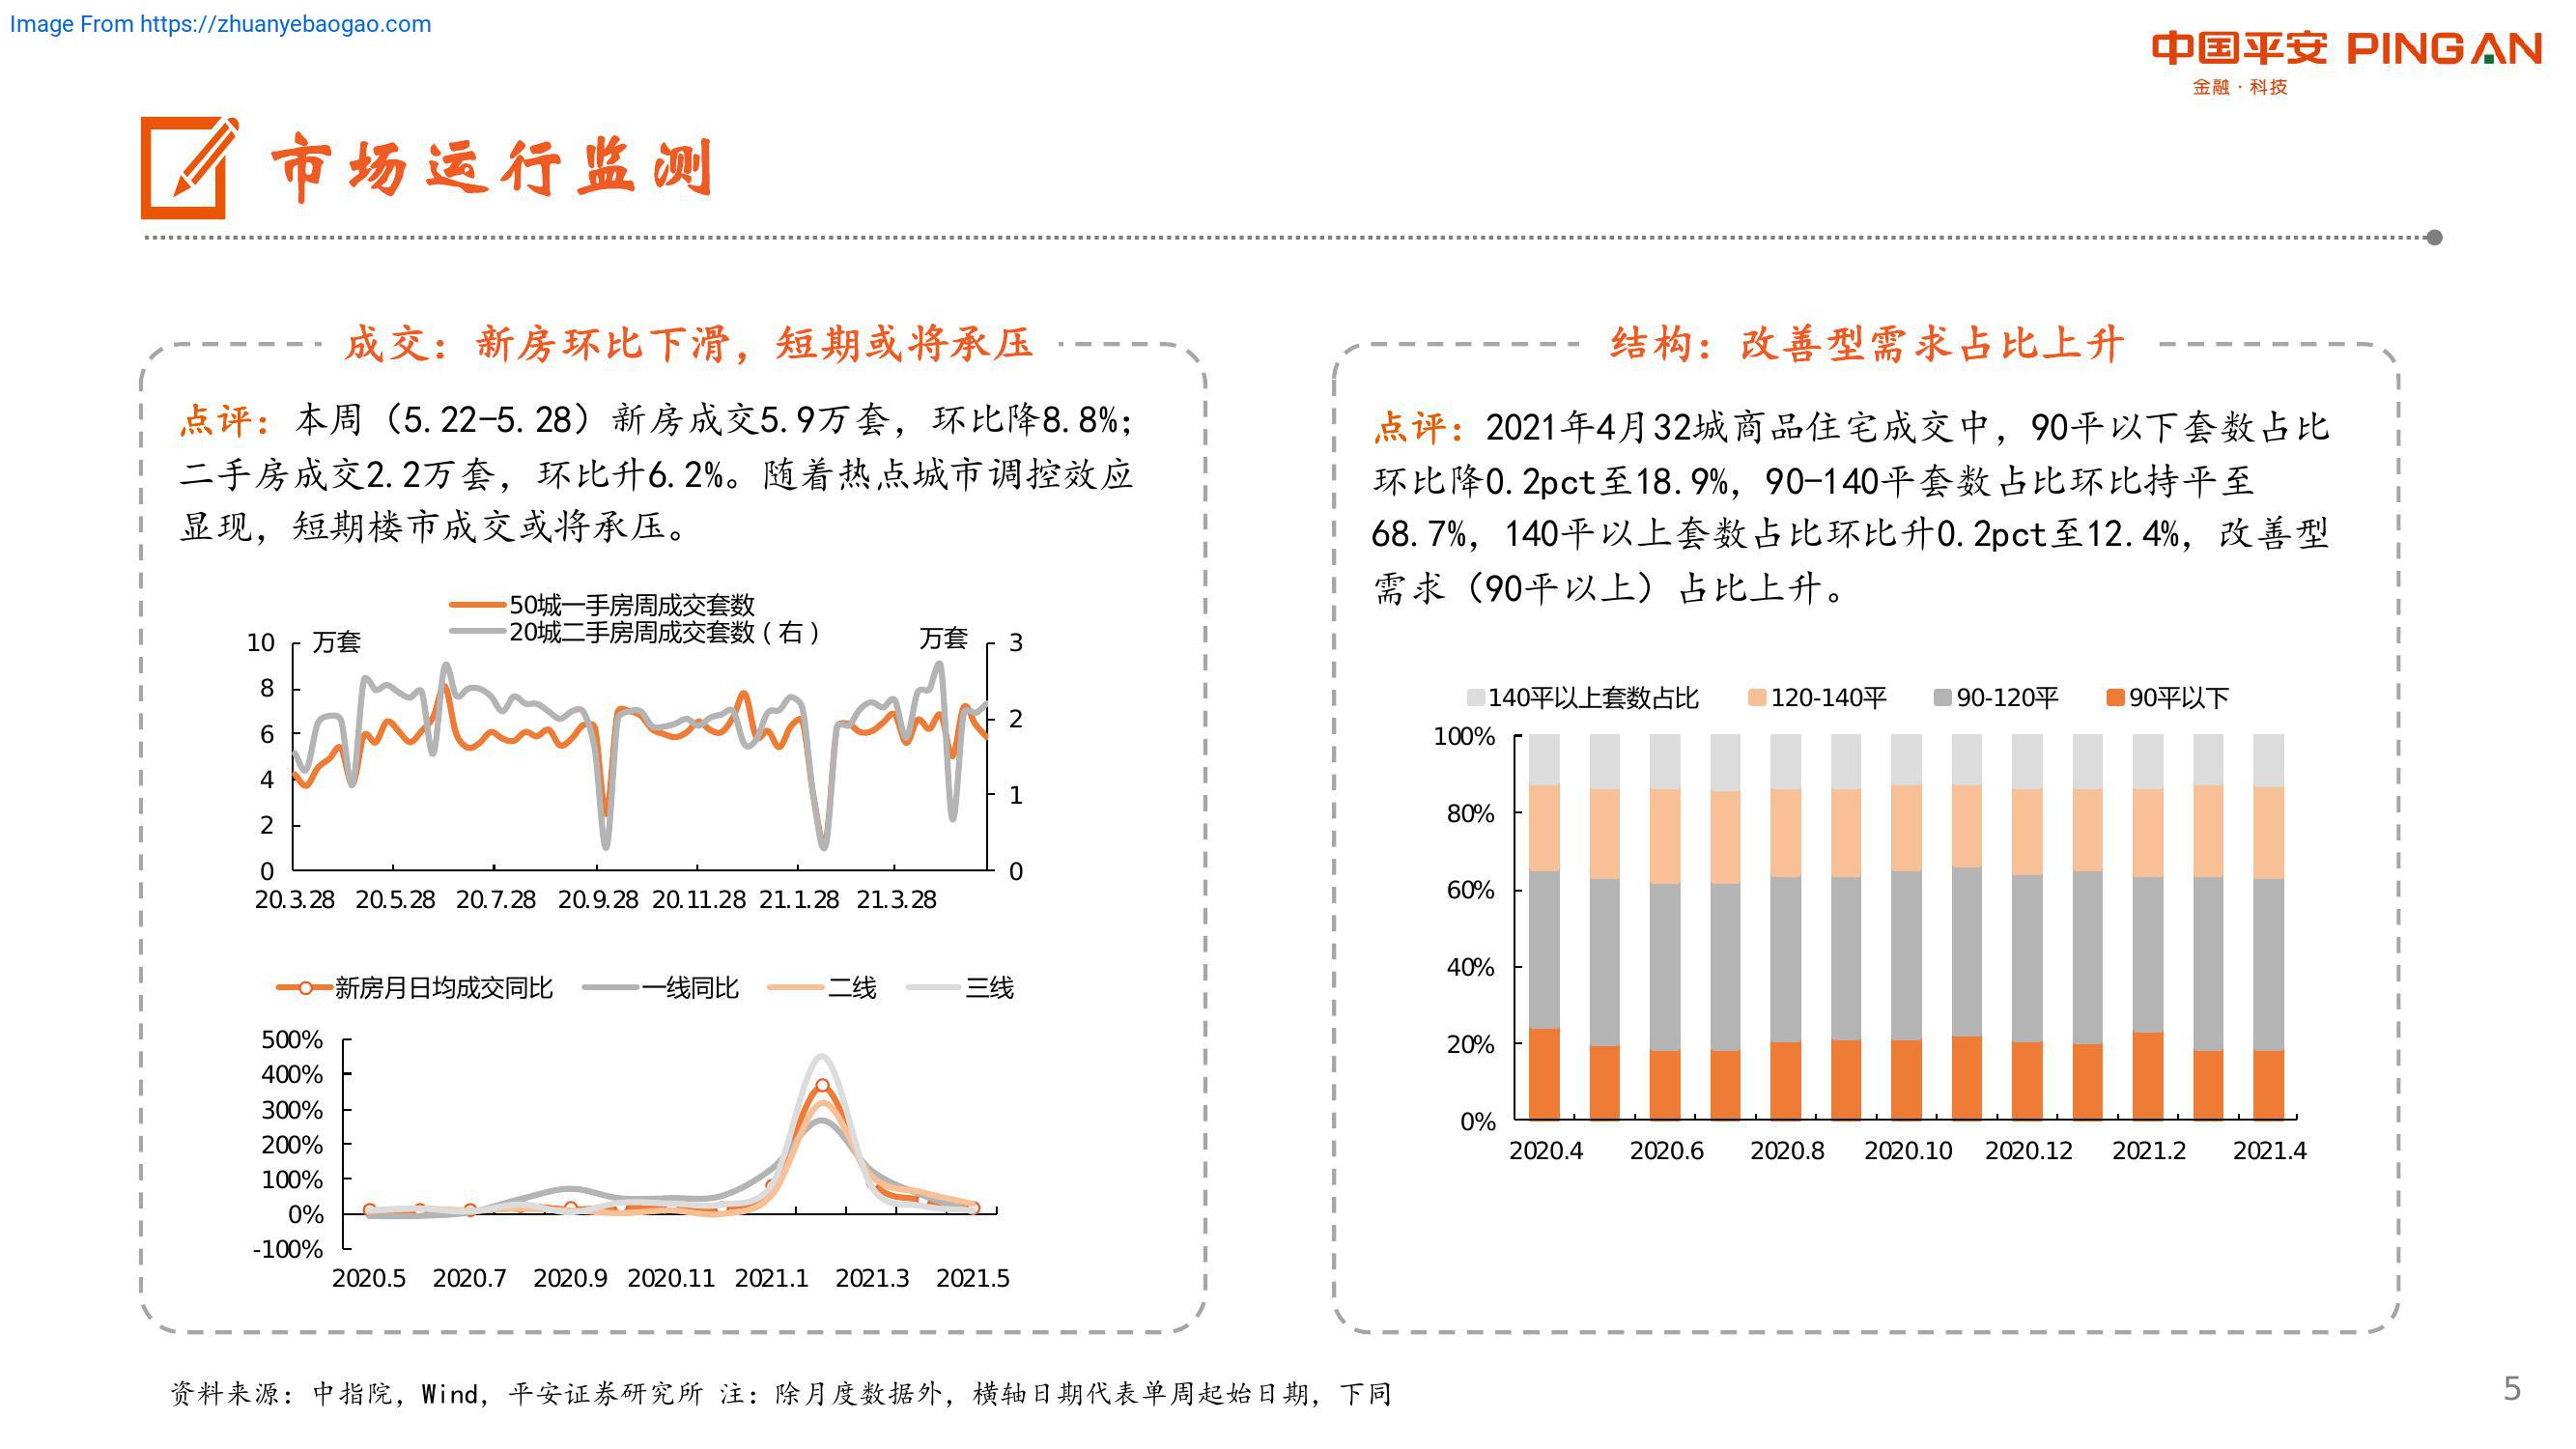 Image From https://zhuanyebaogao.com
中国平安 PINGAN
金融·科技
市场运行监测
成交：新房环比下滑，短期或将承压
点评：本周（5.22-5.28）新房成交5.9万套，环比降8.8%；
二手房成交2.2万套，环比升6.2%。随着热点城市调控效应
显现，短期楼市成交或将承压。
50城一手房周成交套数
20城二手房周成交套数（右）
万套
万套
10
8
6
4
2
0
3
2
1
0
20.3.28 20.5.28 20.7.28 20.9.28 20.11.28 21.1.28 21.3.28
新房月日均成交同比 一线同比 二线 三线
500%
400%
300%
200%
100%
0%
-100%
2020.5 2020.7 2020.9 2020.11 2021.1 2021.3 2021.5
结构：改善型需求占比上升
点评：2021年4月32城商品住宅成交中，90平以下套数占比
环比降0.2pct至18.9%，90-140平套数占比环比持平至
68.7%，140平以上套数占比环比升0.2pct至12.4%，改善型
需求（90平以上）占比上升。
140平以上套数占比 120-140平 90-120平 90平以下
100%
80%
60%
40%
20%
0%
2020.4 2020.6 2020.8 2020.10 2020.12 2021.2 2021.4
资料来源：中指院，Wind，平安证券研究所 注：除月度数据外，横轴日期代表单周起始日期，下同
5